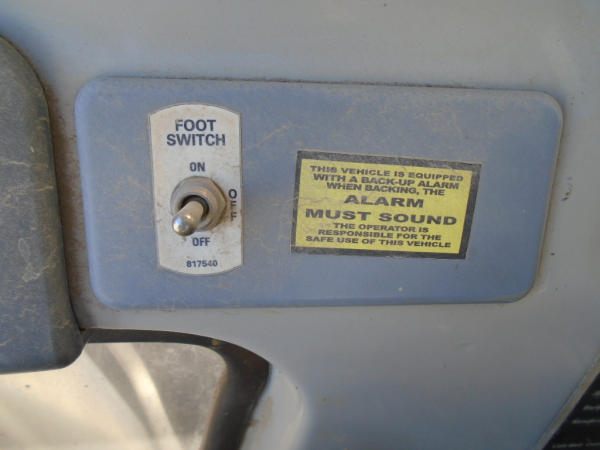 FOOT
SWITCH
ON
OFF
OFF
817540
THIS VEHICLE IS EQUIPPED
WITH A BACK-UP ALARM
WHEN BACKING, THE
ALARM
MUST SOUND
THE OPERATOR IS
RESPONSIBLE FOR THE
SAFE USE OF THIS VEHICLE